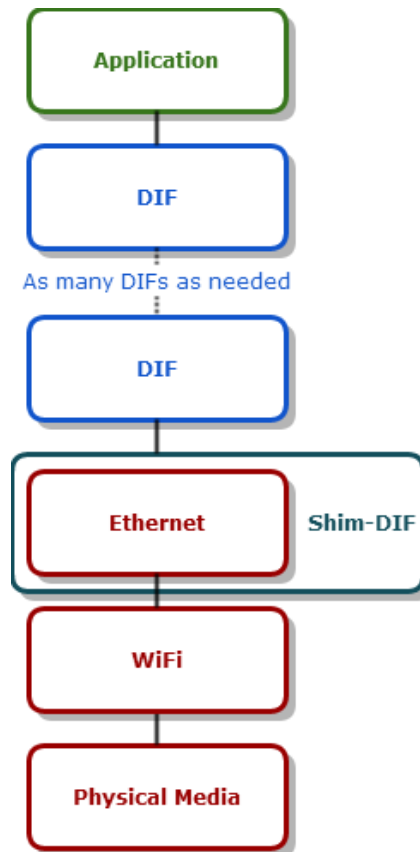 Application
DIF
As many DIFs as needed
DIF
Ethernet
Shim-DIF
WiFi
Physical Media